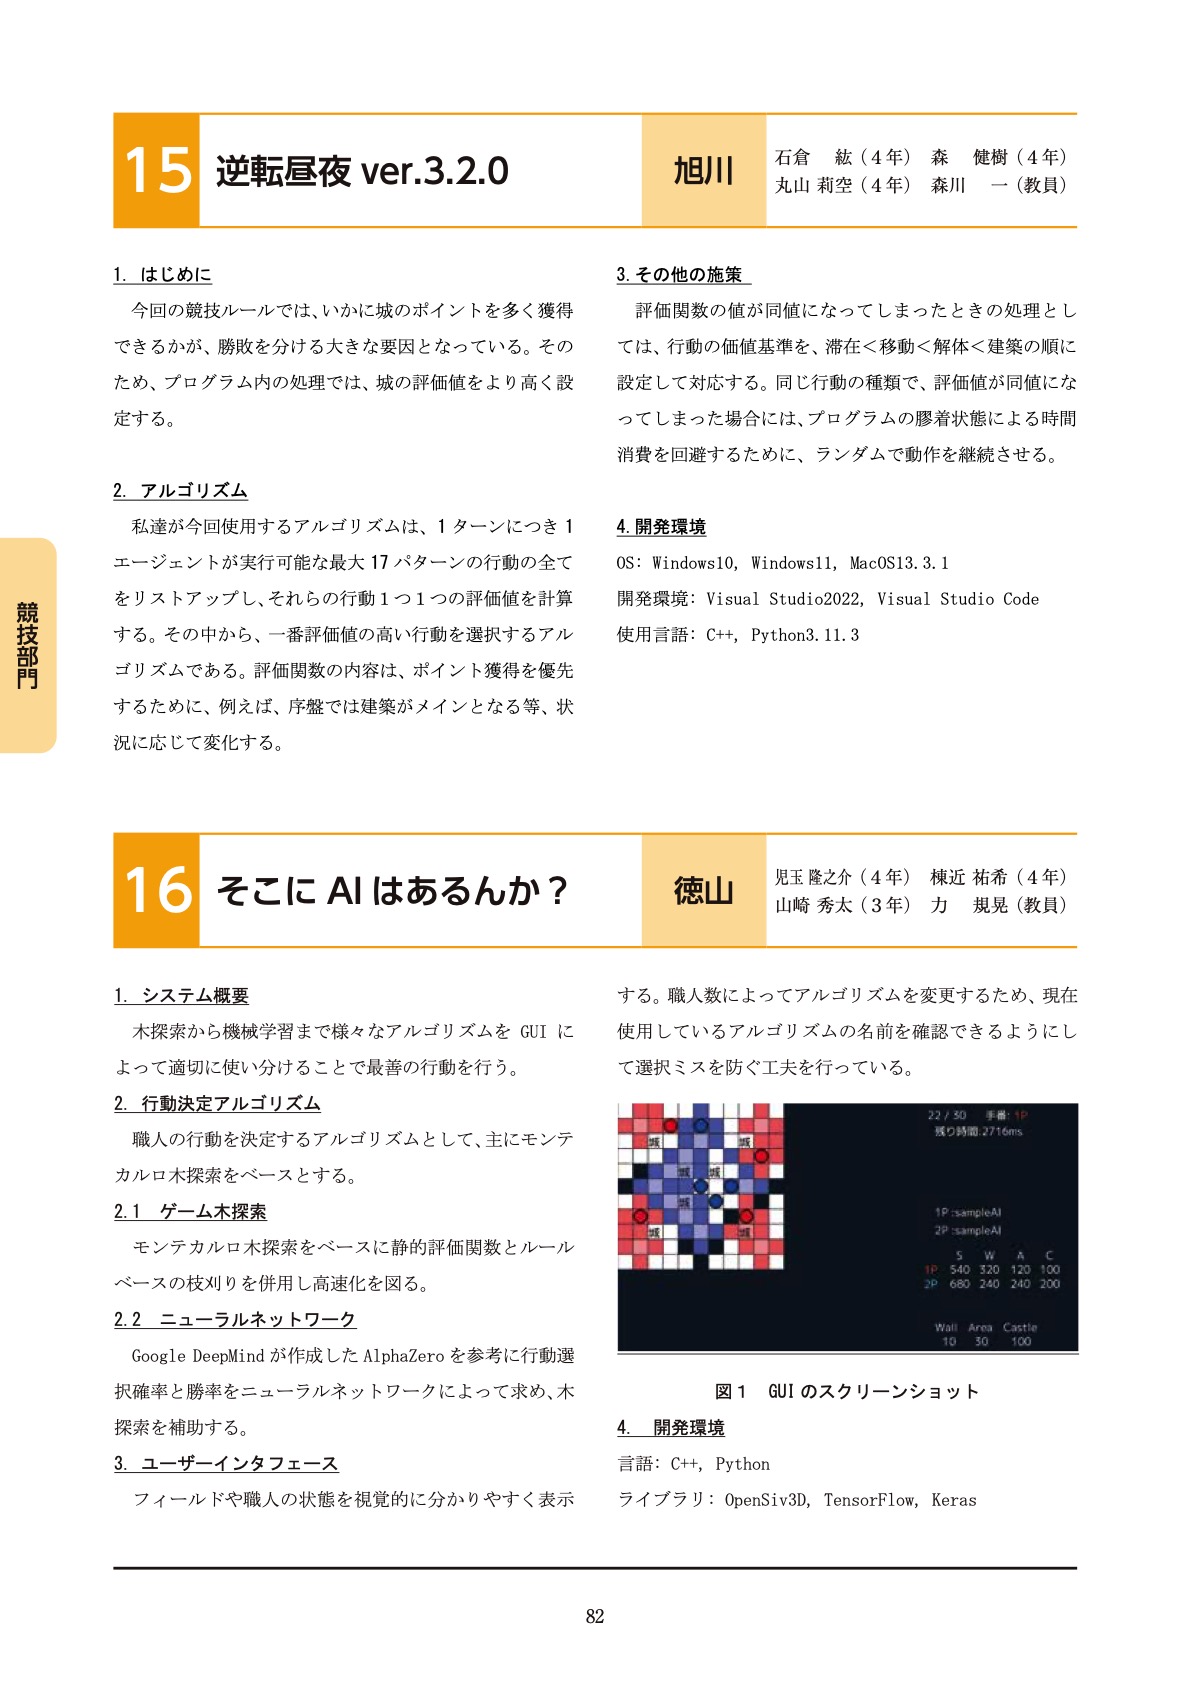 15 逆転昼夜 ver.3.2.0 旭川
石倉　紘（４年）　森　健樹（４年）
丸山 莉空（４年）　森川　一（教員）
1. はじめに
今回の競技ルールでは、いかに城のポイントを多く獲得
できるかが、勝敗を分ける大きな要因となっている。その
ため、プログラム内の処理では、城の評価値をより高く設
定する。
2. アルゴリズム
私達が今回使用するアルゴリズムは、1 ターンにつき 1
エージェントが実行可能な最大 17 パターンの行動の全て
をリストアップし、それらの行動１つ１つの評価値を計算
する。その中から、一番評価値の高い行動を選択するアル
ゴリズムである。評価関数の内容は、ポイント獲得を優先
するために、例えば、序盤では建築がメインとなる等、状
況に応じて変化する。
3. その他の施策
評価関数の値が同値になってしまったときの処理とし
ては、行動の価値基準を、滞在＜移動＜解体＜建築の順に
設定して対応する。同じ行動の種類で、評価値が同値にな
ってしまった場合には、プログラムの膠着状態による時間
消費を回避するために、ランダムで動作を継続させる。
4. 開発環境
OS: Windows10, Windows11, MacOS13.3.1
開発環境: Visual Studio2022, Visual Studio Code
使用言語: C++, Python3.11.3
競技部門
16 そこに AI はあるんか？ 徳山
児玉 隆之介（４年）　棟近 祐希（４年）
山崎 秀太（３年）　力　規晃（教員）
1. システム概要
木探索から機械学習まで様々なアルゴリズムを GUI に
よって適切に使い分けることで最善の行動を行う。
2. 行動決定アルゴリズム
職人の行動を決定するアルゴリズムとして、主にモンテ
カルロ木探索をベースとする。
2.1　ゲーム木探索
モンテカルロ木探索をベースに静的評価関数とルール
ベースの枝刈りを併用し高速化を図る。
2.2　ニューラルネットワーク
Google DeepMind が作成した AlphaZero を参考に行動選
択確率と勝率をニューラルネットワークによって求め、木
探索を補助する。
3. ユーザーインタフェース
フィールドや職人の状態を視覚的に分かりやすく表示
する。職人数によってアルゴリズムを変更するため、現在
使用しているアルゴリズムの名前を確認できるようにし
て選択ミスを防ぐ工夫を行っている。
22 / 30　手番: 1P
残り時間:2716ms
城 城
城 城
城
城 城
1P :sampleAI
2P :sampleAI
S W A C
1P 540 320 120 100
2P 680 240 240 200
Wall Area Castle
10 30 100
図１　GUI のスクリーンショット
4.　開発環境
言語: C++, Python
ライブラリ: OpenSiv3D, TensorFlow, Keras
82